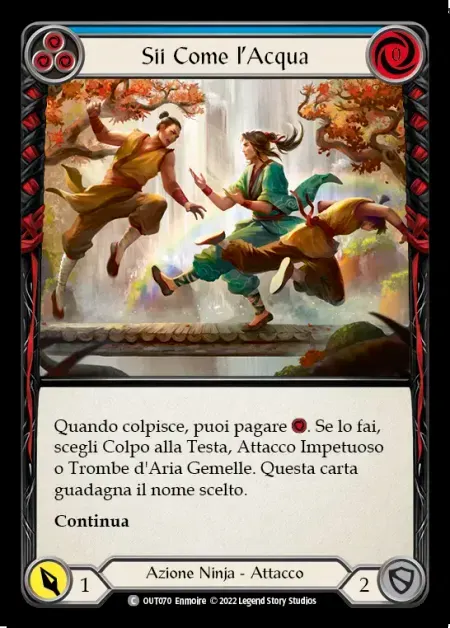 Sii Come l'Acqua
0
Quando colpisce, puoi pagare . Se lo fai,
scegli Colpo alla Testa, Attacco Impetuoso
o Trombe d'Aria Gemelle. Questa carta
guadagna il nome scelto.
Continua
1
Azione Ninja - Attacco
2
C OUT070 Enmoire © 2022 Legend Story Studios